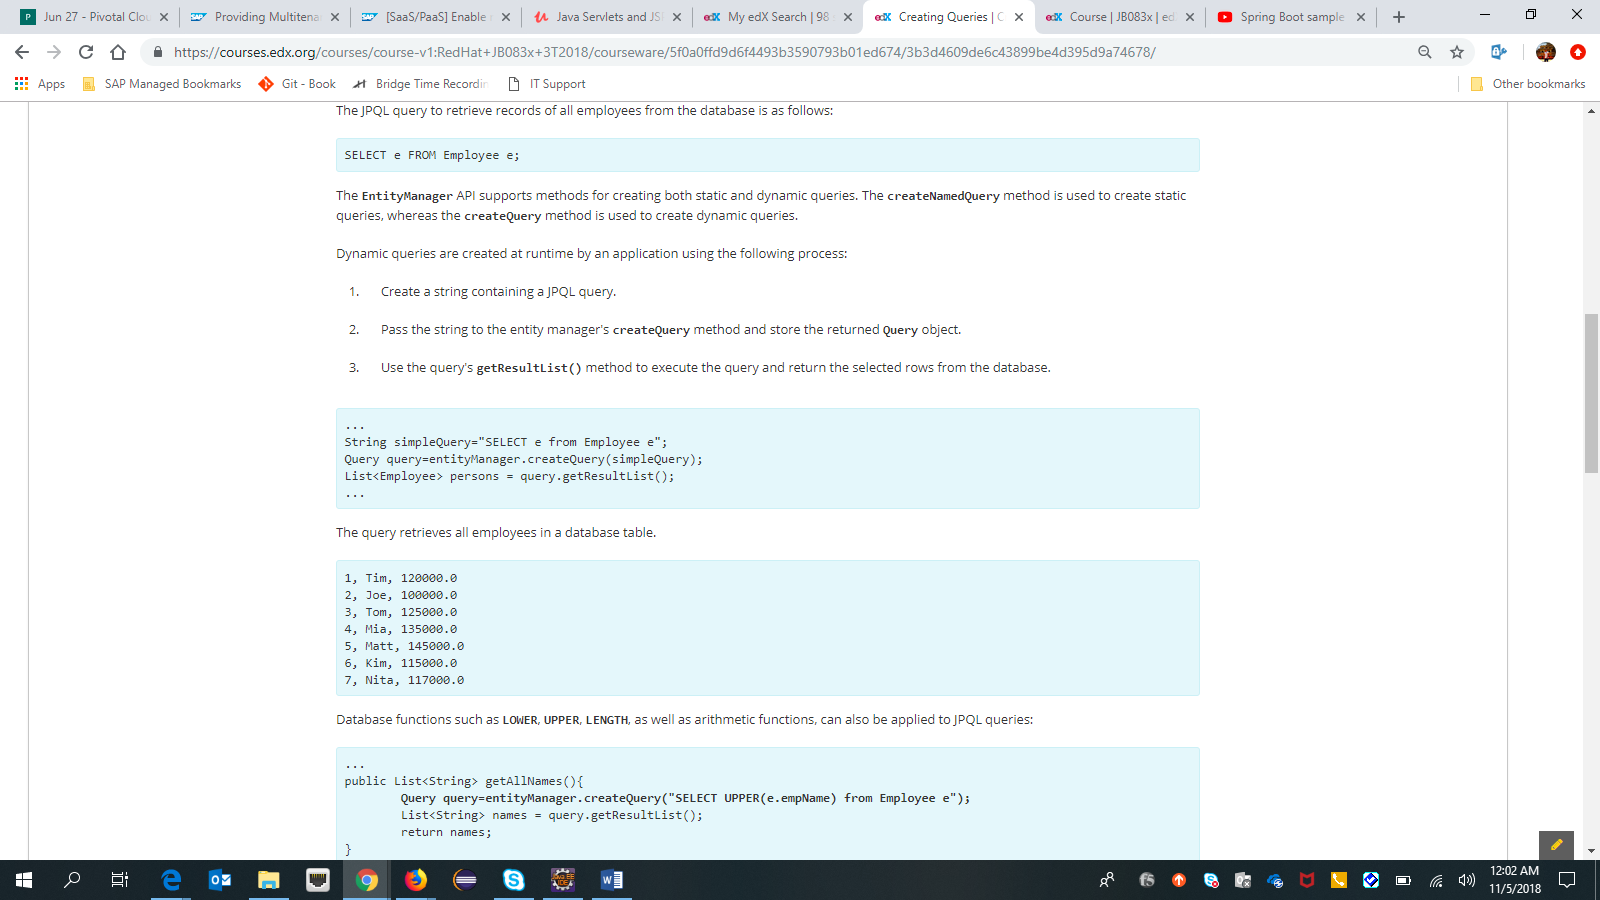 Jun 27 - Pivotal Clou
Providing Multitena
[SaaS/PaaS] Enable
Java Servlets and JS
My edX Search | 98
Creating Queries | C
Course | JB083x | ed
Spring Boot sample
https://courses.edx.org/courses/course-v1:RedHat+JB083x+3T2018/courseware/5f0a0ffd9d6f4493b3590793b01ed674/3b3d4609de6c43899be4d395d9a74678/
Apps
SAP Managed Bookmarks
Git - Book
Bridge Time Recordin
IT Support
Other bookmarks
The JPQL query to retrieve records of all employees from the database is as follows:
SELECT e FROM Employee e;
The EntityManager API supports methods for creating both static and dynamic queries. The createNamedQuery method is used to create static
queries, whereas the createQuery method is used to create dynamic queries.
Dynamic queries are created at runtime by an application using the following process:
1. Create a string containing a JPQL query.
2. Pass the string to the entity manager's createQuery method and store the returned Query object.
3. Use the query's getResultList() method to execute the query and return the selected rows from the database.
...
String simpleQuery="SELECT e from Employee e";
Query query=entityManager.createQuery(simpleQuery);
List<Employee> persons = query.getResultList();
...
The query retrieves all employees in a database table.
1, Tim, 120000.0
2, Joe, 100000.0
3, Tom, 125000.0
4, Mia, 135000.0
5, Matt, 145000.0
6, Kim, 115000.0
7, Nita, 117000.0
Database functions such as LOWER, UPPER, LENGTH, as well as arithmetic functions, can also be applied to JPQL queries:
...
public List<String> getAllNames(){
Query query=entityManager.createQuery("SELECT UPPER(e.empName) from Employee e");
List<String> names = query.getResultList();
return names;
}
12:02 AM
11/5/2018